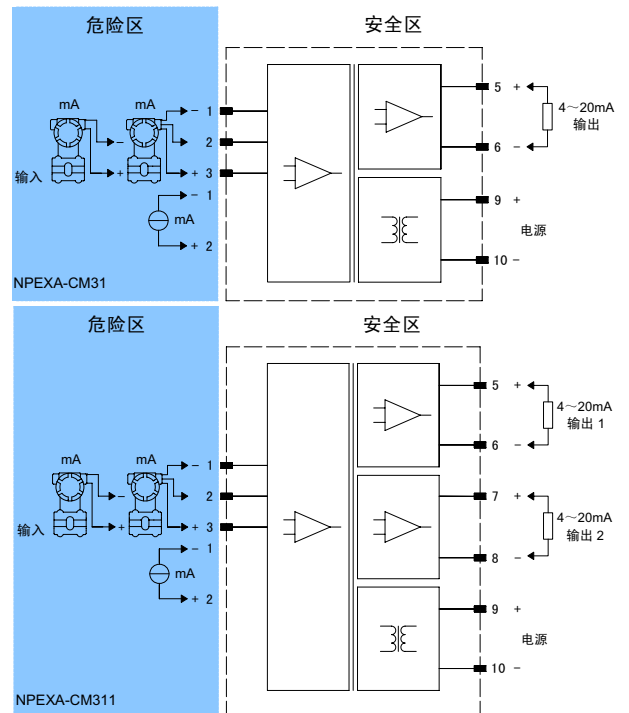 危险区
安全区
mA
mA
- 1
5 +
4～20mA
输出
- 2
6 -
输入
+
+ 3
- 1
9 +
mA
电源
+ 2
10 -
NPEXA-CM31
危险区
安全区
5 +
4～20mA
输出 1
6 -
mA
mA
- 1
- 2
7 +
4～20mA
输出 2
输入
+
+ 3
- 1
8 -
mA
+ 2
9 +
电源
10 -
NPEXA-CM311